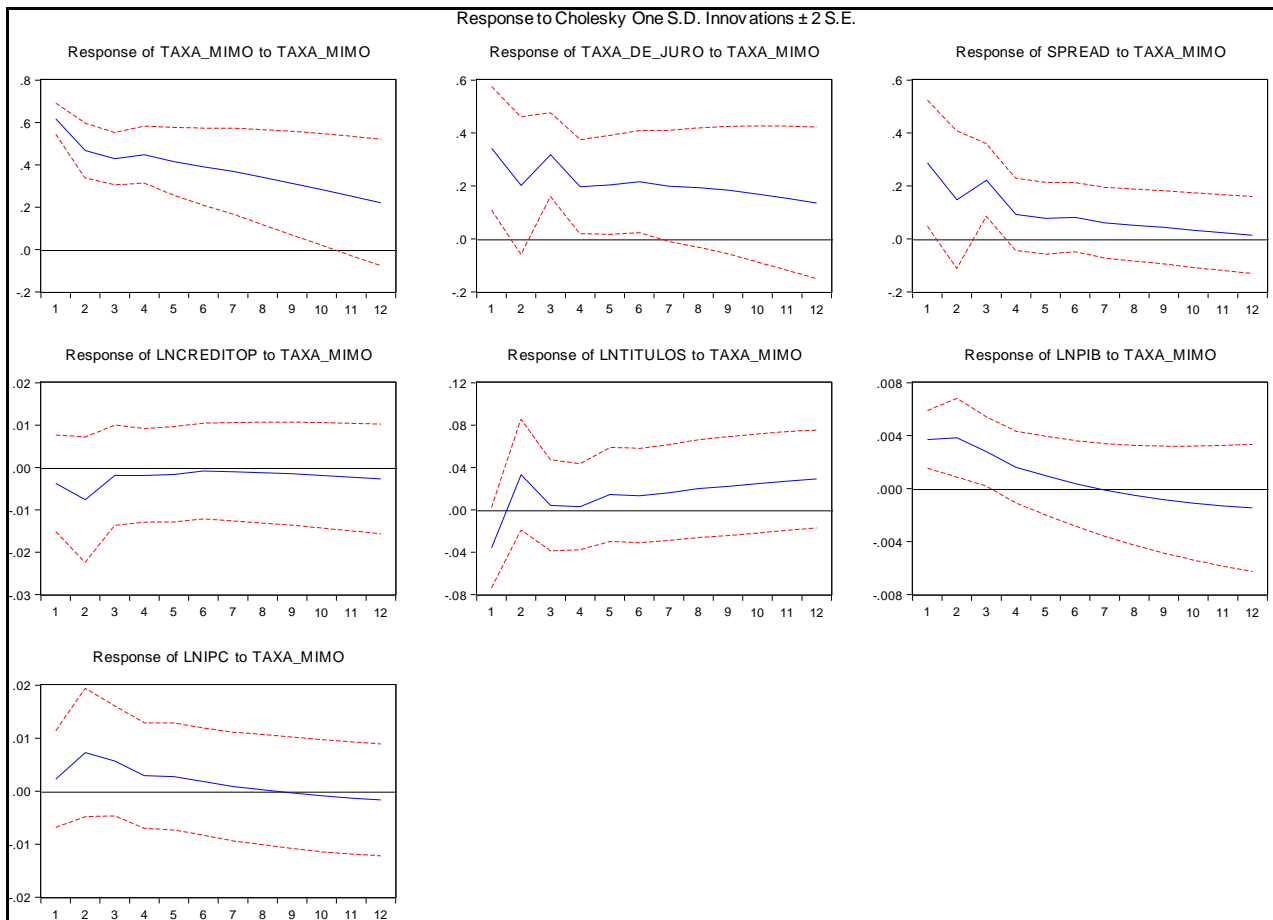 Response to Cholesky One S.D. Innovations ± 2 S.E.
Response of TAXA_MIMO to TAXA_MIMO
.8
.6
.4
.2
.0
-.2
1 2 3 4 5 6 7 8 9 10 11 12
Response of TAXA_DE_JURO to TAXA_MIMO
.6
.4
.2
.0
-.2
1 2 3 4 5 6 7 8 9 10 11 12
Response of SPREAD to TAXA_MIMO
.6
.4
.2
.0
-.2
1 2 3 4 5 6 7 8 9 10 11 12
Response of LNCREDITOP to TAXA_MIMO
.02
.01
.00
-.01
-.02
-.03
1 2 3 4 5 6 7 8 9 10 11 12
Response of LNTITULOS to TAXA_MIMO
.12
.08
.04
.00
-.04
-.08
1 2 3 4 5 6 7 8 9 10 11 12
Response of LNPIB to TAXA_MIMO
.008
.004
.000
-.004
-.008
1 2 3 4 5 6 7 8 9 10 11 12
Response of LNIPC to TAXA_MIMO
.02
.01
.00
-.01
-.02
1 2 3 4 5 6 7 8 9 10 11 12